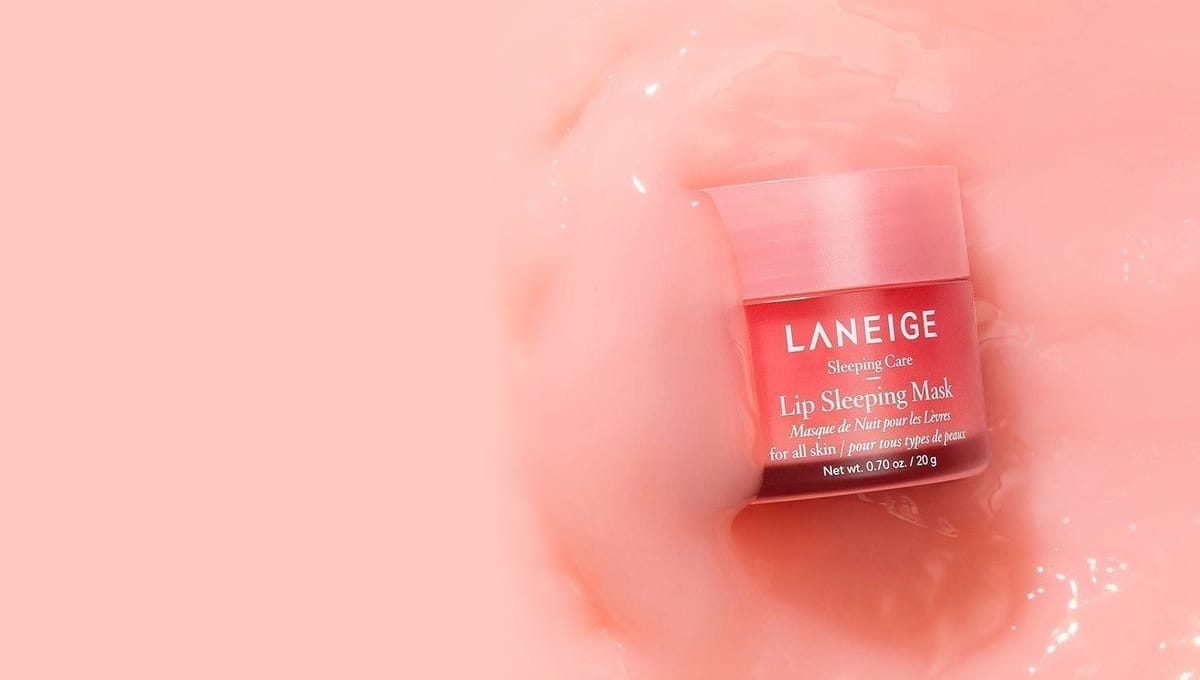 LANEIGE
Sleeping Care
Lip Sleeping Mask
Masque de Nuit pour les Lèvres
for all skin / pour tous types de peaux
Net wt. 0.70 oz. / 20 g